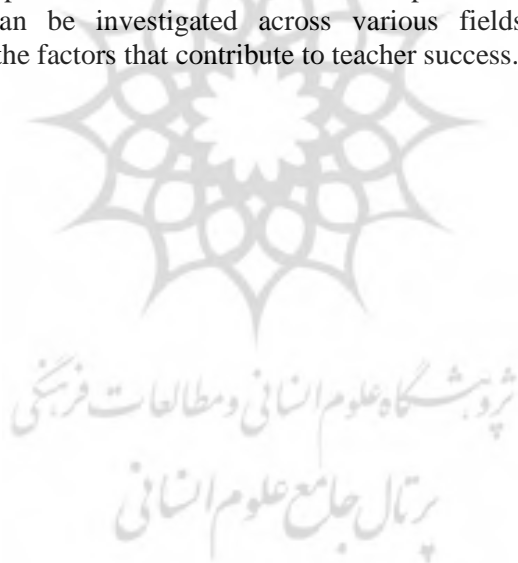 an be investigated across various fields
the factors that contribute to teacher success.
پژوهشگاه علوم انسانی و مطالعات فرهنگی
پرتال جامع علوم انسانی